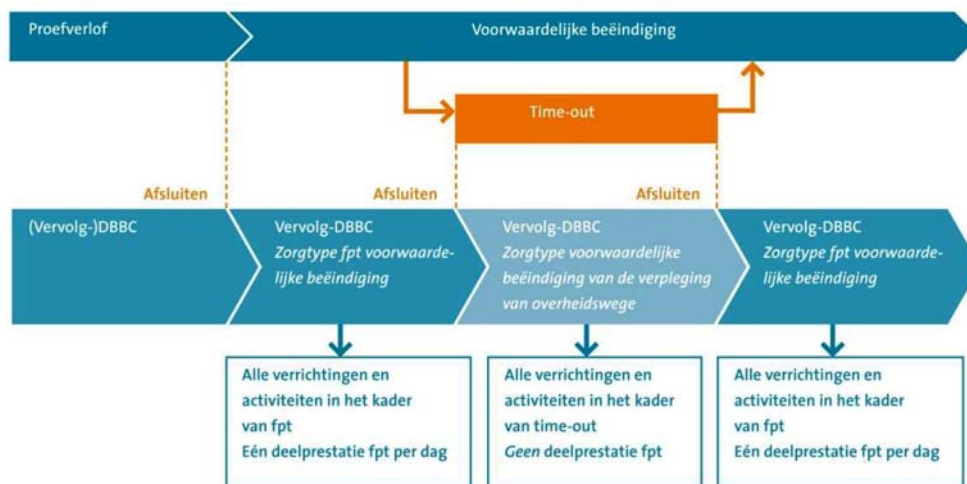 Proefverlof
Voorwaardelijke beëindiging
Time-out
Afsluiten
Afsluiten
Afsluiten
(Vervolg-)DBBC
Vervolg-DBBC
Zorgtype fpt voorwaarde-
lijke beëindiging
Vervolg-DBBC
Zorgtype voorwaardelijke
beëindiging van de verpleging
van overheidswege
Vervolg-DBBC
Zorgtype fpt voorwaarde-
lijke beëindiging
Alle verrichtingen en
activiteiten in het kader
van fpt
Eén deelprestatie fpt per dag
Alle verrichtingen en
activiteiten in het kader
van time-out
Geen deelprestatie fpt
Alle verrichtingen en
activiteiten in het kader
van fpt
Eén deelprestatie fpt per dag